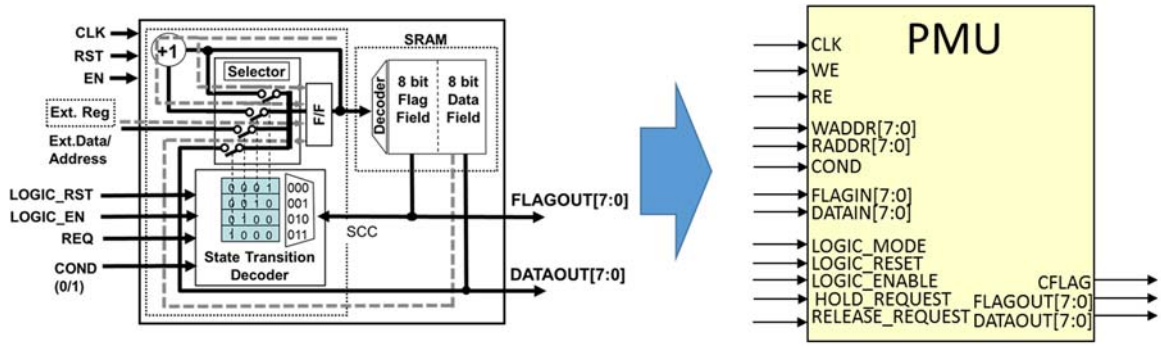 CLK
RST
EN
Ext. Reg
Ext.Data/
Address
LOGIC_RST
LOGIC_EN
REQ
COND
(0/1)
+1
Selector
F/F
SRAM
Decoder
8 bit
Flag
Field
8 bit
Data
Field
0 0 0 1
0 0 1 0
0 1 0 0
1 0 0 0
000
001
010
011
State Transition
Decoder
SCC
FLAGOUT[7:0]
DATAOUT[7:0]
PMU
CLK
WE
RE
WADDR[7:0]
RADDR[7:0]
COND
FLAGIN[7:0]
DATAIN[7:0]
LOGIC_MODE
LOGIC_RESET
LOGIC_ENABLE
HOLD_REQUEST
RELEASE_REQUEST
CFLAG
FLAGOUT[7:0]
DATAOUT[7:0]